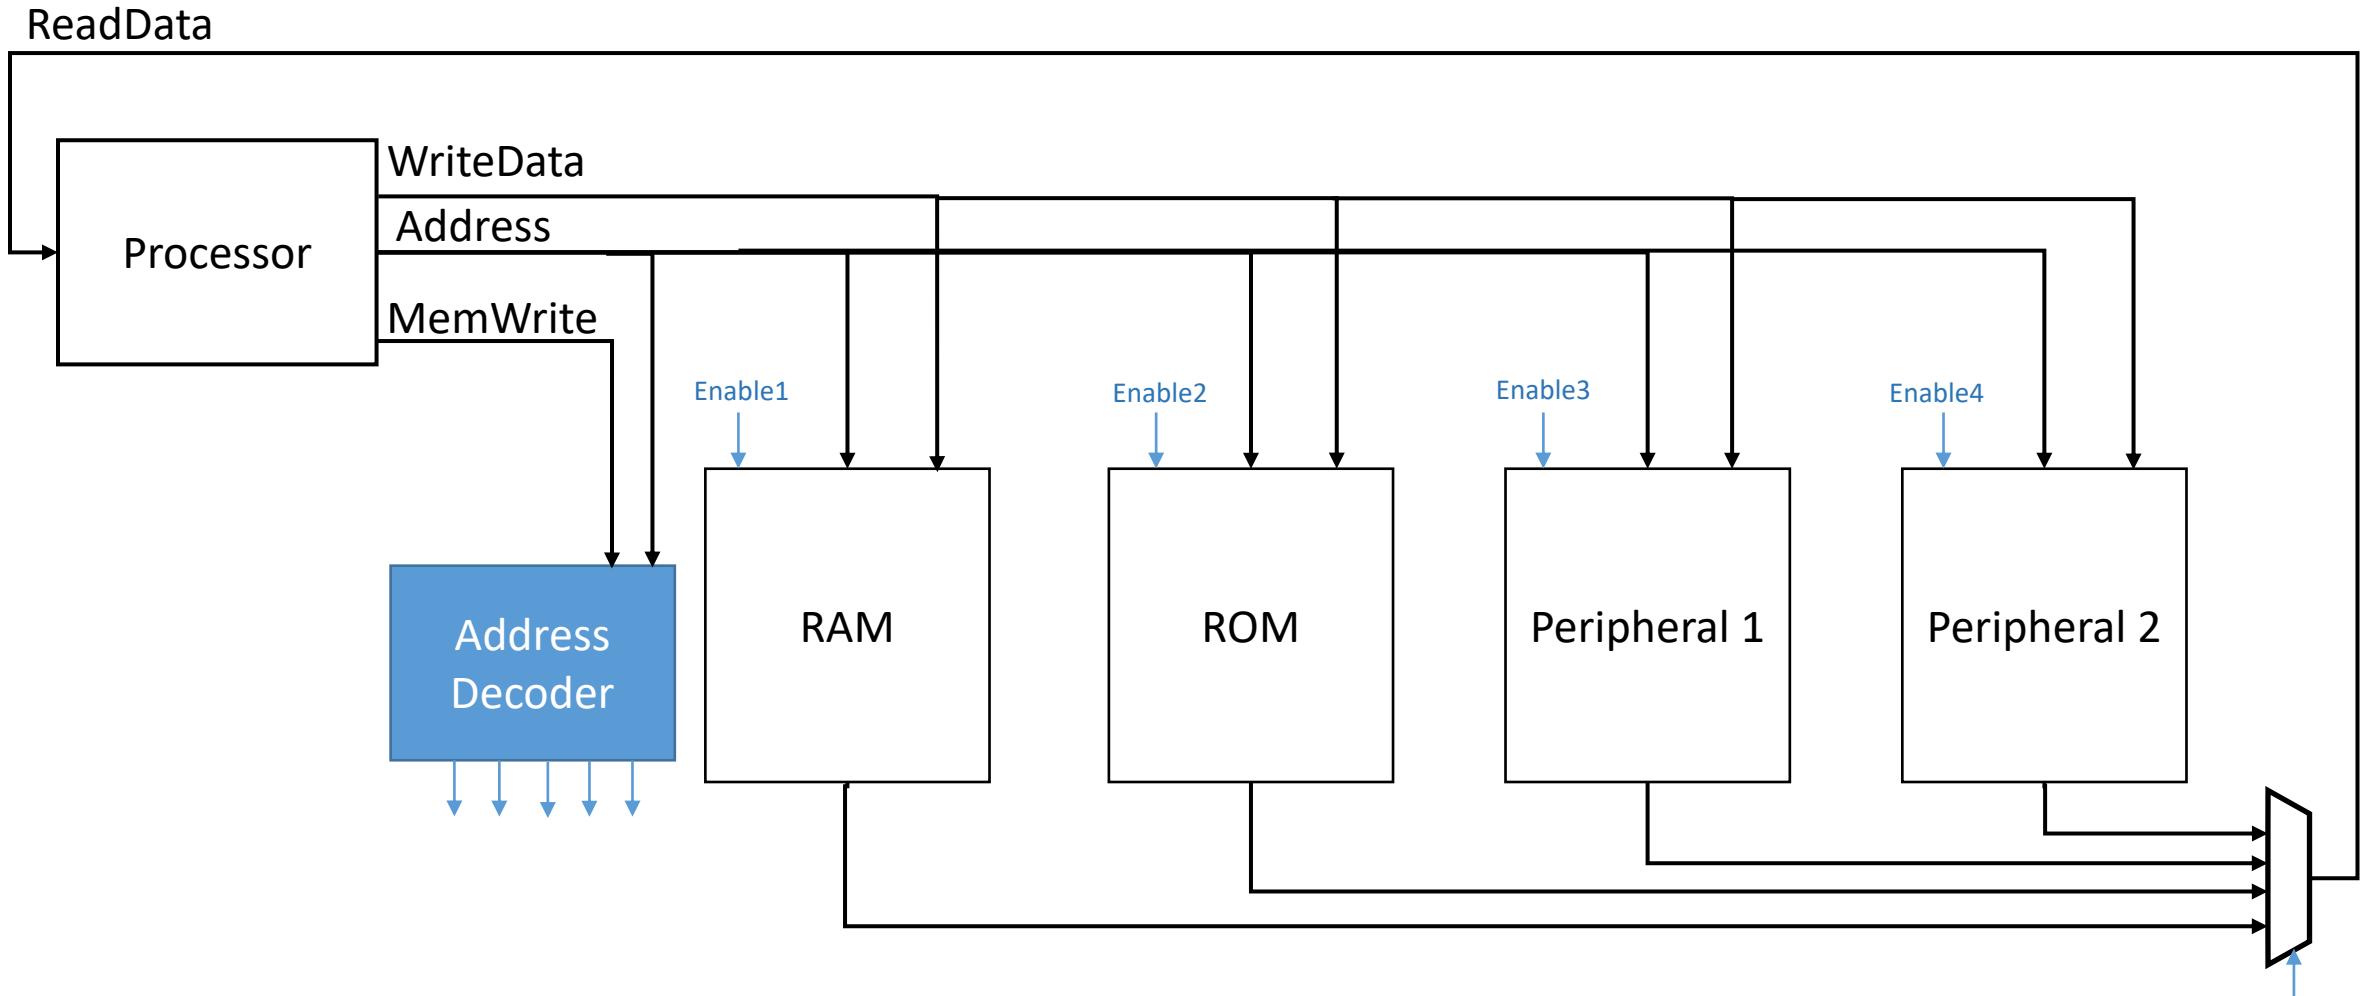 ReadData
WriteData
Address
Processor
MemWrite
Enable1
Enable2
Enable3
Enable4
Address
Decoder
RAM
ROM
Peripheral 1
Peripheral 2